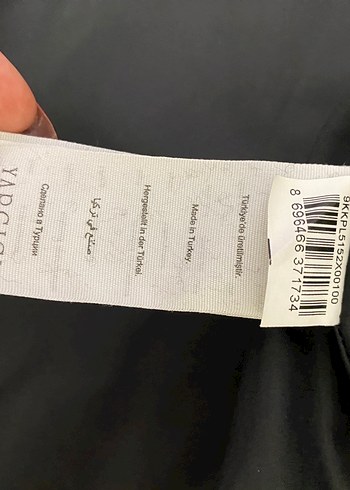 9KKPL5152X00100
8 696466 371734
Türkiye'de üretilmiştir.
Made in Turkey.
Hergestellt in der Türkei.
صنع في تركيا
Сделано в Турции